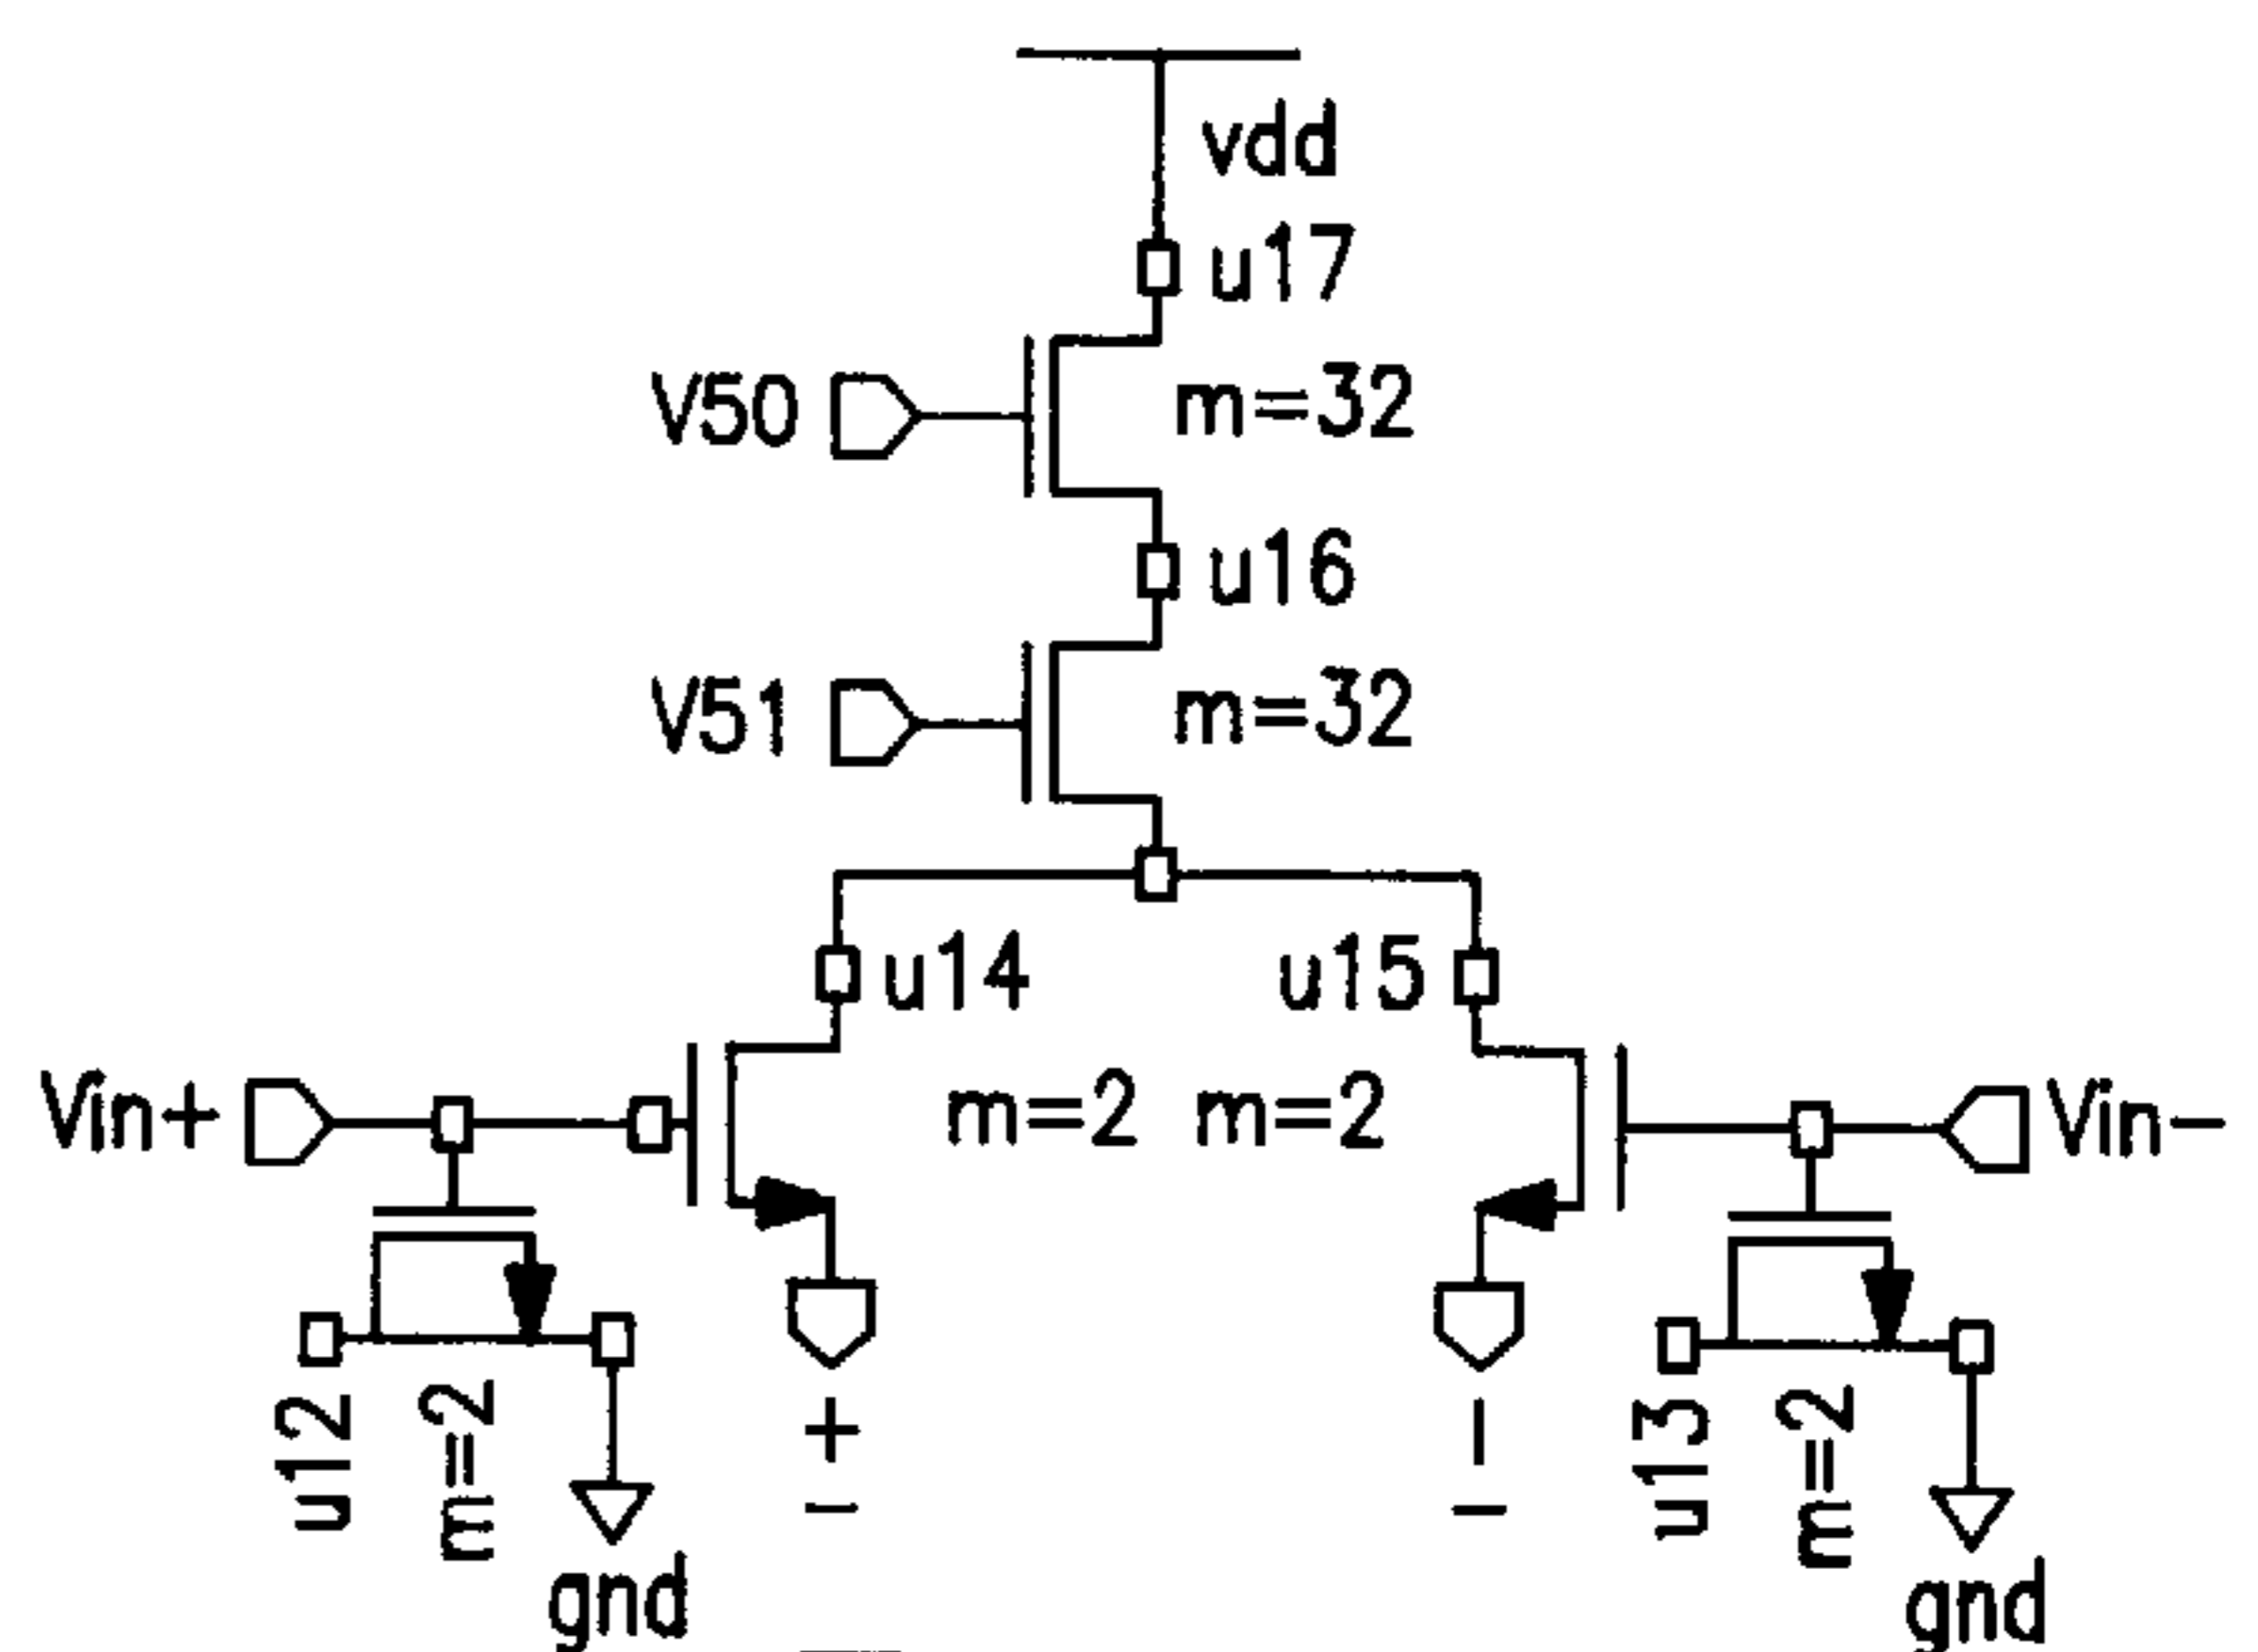 vdd
u17
V50
m=32
u16
V51
m=32
u14
u15
Vin+
m=2
m=2
Vin-
+
-
u12
m=2
gnd
u13
m=2
gnd